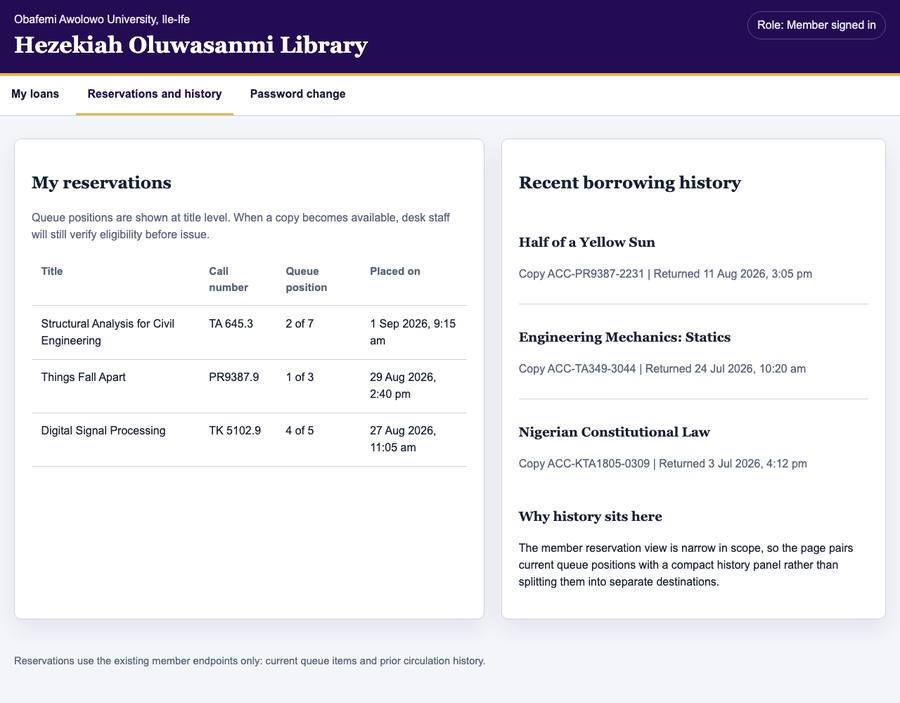 Obafemi Awolowo University, Ile-Ife
Hezekiah Oluwasanmi Library
Role: Member signed in
My loans
Reservations and history
Password change
My reservations
Queue positions are shown at title level. When a copy becomes available, desk staff
will still verify eligibility before issue.
Title
Call
number
Queue
position
Placed on
Structural Analysis for Civil
Engineering
TA 645.3
2 of 7
1 Sep 2026, 9:15
am
Things Fall Apart
PR9387.9
1 of 3
29 Aug 2026,
2:40 pm
Digital Signal Processing
TK 5102.9
4 of 5
27 Aug 2026,
11:05 am
Recent borrowing history
Half of a Yellow Sun
Copy ACC-PR9387-2231 | Returned 11 Aug 2026, 3:05 pm
Engineering Mechanics: Statics
Copy ACC-TA349-3044 | Returned 24 Jul 2026, 10:20 am
Nigerian Constitutional Law
Copy ACC-KTA1805-0309 | Returned 3 Jul 2026, 4:12 pm
Why history sits here
The member reservation view is narrow in scope, so the page pairs
current queue positions with a compact history panel rather than
splitting them into separate destinations.
Reservations use the existing member endpoints only: current queue items and prior circulation history.